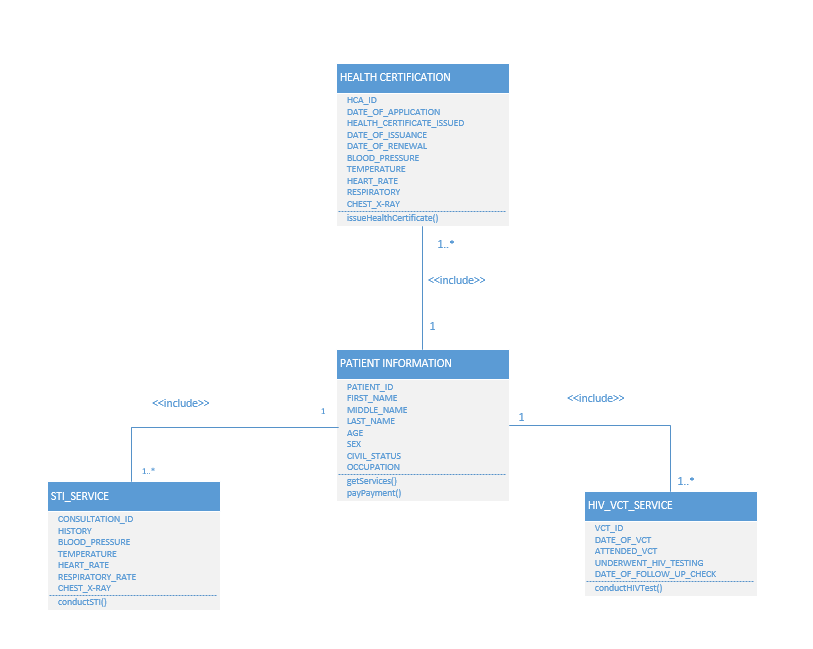 HEALTH CERTIFICATION
HCA_ID
DATE_OF_APPLICATION
HEALTH_CERTIFICATE_ISSUED
DATE_OF_ISSUANCE
DATE_OF_RENEWAL
BLOOD_PRESSURE
TEMPERATURE
HEART_RATE
RESPIRATORY
CHEST_X-RAY
issueHealthCertificate()
1..*
<<include>>
1
PATIENT INFORMATION
PATIENT_ID
FIRST_NAME
MIDDLE_NAME
LAST_NAME
AGE
SEX
CIVIL_STATUS
OCCUPATION
getServices()
payPayment()
<<include>>
1
1..*
STI_SERVICE
CONSULTATION_ID
HISTORY
BLOOD_PRESSURE
TEMPERATURE
HEART_RATE
RESPIRATORY_RATE
CHEST_X-RAY
conductSTI()
<<include>>
1
1..*
HIV_VCT_SERVICE
VCT_ID
DATE_OF_VCT
ATTENDED_VCT
UNDERWENT_HIV_TESTING
DATE_OF_FOLLOW_UP_CHECK
conductHIVTest()